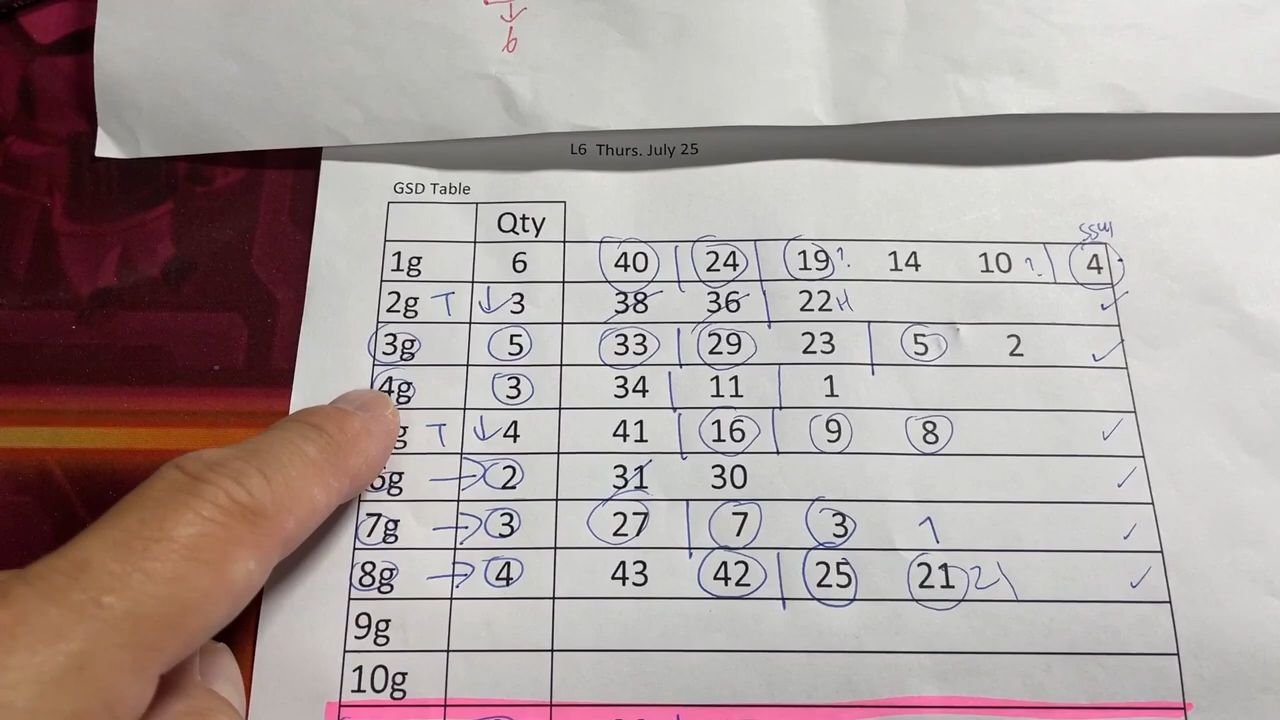 6
L6 Thurs. July 25
GSD Table
Qty
1g 6 40 24 19? 14 10 ? 4
2g T ↓3 38 36 22H ✓
3g 5 33 29 23 5 2 ✓
4g 3 34 11 1
g T ↓4 41 16 9 8 ✓
6g → 2 31 30 ✓
7g → 3 27 7 3 ✓
8g → 4 43 42 25 21 21 ✓
9g
10g